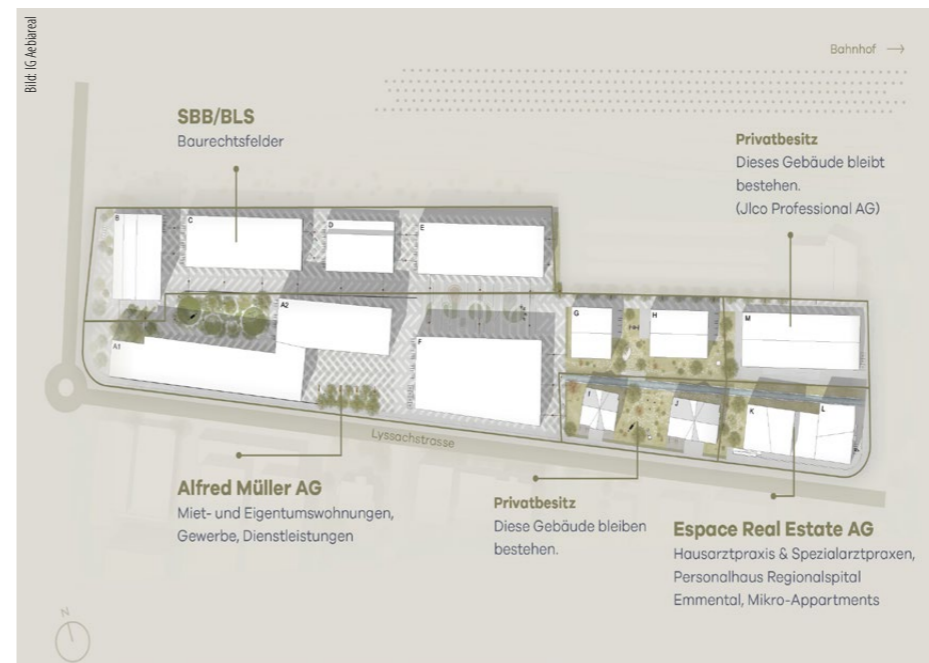 Bild: IG Aebiareal
Bahnhof →
SBB/BLS
Baurechtsfelder
Privatbesitz
Dieses Gebäude bleibt
bestehen.
(Jlco Professional AG)
B
C
D
E
A2
A1
F
G
H
M
I
J
K
L
Lyssachstrasse
Alfred Müller AG
Miet- und Eigentumswohnungen,
Gewerbe, Dienstleistungen
Privatbesitz
Diese Gebäude bleiben
bestehen.
Espace Real Estate AG
Hausarztpraxis & Spezialarztpraxen,
Personalhaus Regionalspital
Emmental, Mikro-Appartments
N